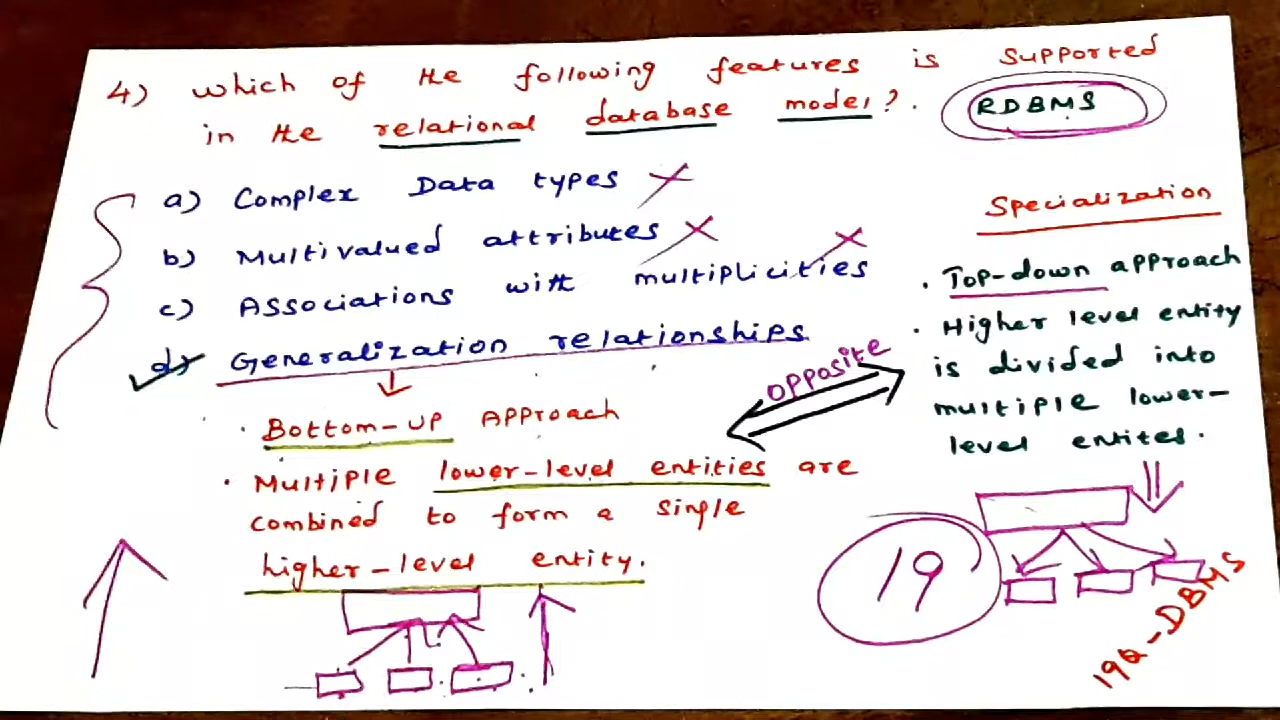 4) which of the following features is supported
in the relational database model?. RDBMS
a) Complex Data types
b) Multivalued attributes
c) Associations with multiplicities
d) Generalization relationships.
· Bottom-up Approach
· Multiple lower-level entities are
combined to form a single
higher-level entity.
opposite
Specialization
· Top-down approach
· Higher level entity
is divided into
multiple lower-
level entites.
19
19Q-DBMS